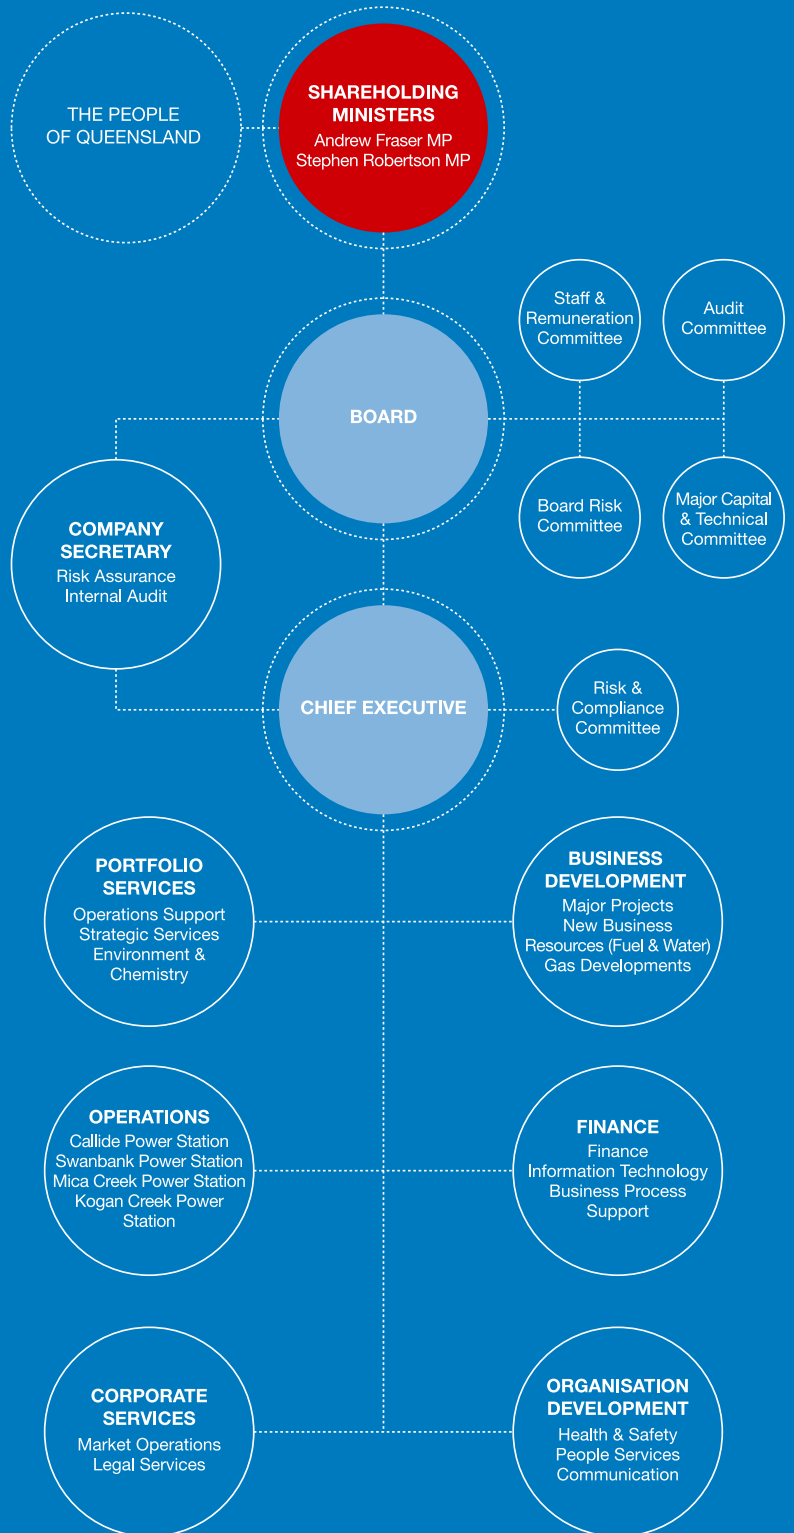 THE PEOPLE
OF QUEENSLAND
SHAREHOLDING
MINISTERS
Andrew Fraser MP
Stephen Robertson MP
Staff &
Remuneration
Committee
Audit
Committee
BOARD
Board Risk
Committee
Major Capital
& Technical
Committee
COMPANY
SECRETARY
Risk Assurance
Internal Audit
CHIEF EXECUTIVE
Risk &
Compliance
Committee
PORTFOLIO
SERVICES
Operations Support
Strategic Services
Environment &
Chemistry
BUSINESS
DEVELOPMENT
Major Projects
New Business
Resources (Fuel & Water)
Gas Developments
OPERATIONS
Callide Power Station
Swanbank Power Station
Mica Creek Power Station
Kogan Creek Power
Station
FINANCE
Finance
Information Technology
Business Process
Support
CORPORATE
SERVICES
Market Operations
Legal Services
ORGANISATION
DEVELOPMENT
Health & Safety
People Services
Communication